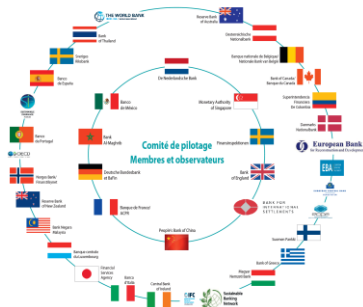 THE WORLD BANK
Reserve Bank
of Australia
Bank
of Thailand
Oesterreichische
Nationalbank
Sveriges
Riksbank
Banque nationale de Belgique/
Nationale Bank van België
De Nederlandsche Bank
Banco
de España
Bank of Canada/
Banque du Canada
Banco
de México
Monetary Authority
of Singapore
Superintendencia
Financiera
de Colombia
Banco
de Portugal
Bank
Al-Maghrib
Comité de pilotage
Membres et observateurs
Finansinspektionen
Danmarks
Nationalbank
OECD
European Bank
for Reconstruction and Development
Norges Bank/
Finanstilsynet
Deutsche Bundesbank
et BaFin
Bank
of England
EBA
Reserve Bank
of New Zealand
Banque de France/
ACPR
BANK FOR
INTERNATIONAL
SETTLEMENTS
Bank Negara
Malaysia
People's Bank of China
Suomen Pankki
Banque centrale
du Luxembourg
Bank of Greece
Financial
Services
Agency
Banca
d'Italia
Central Bank
of Ireland
IFC
Sustainable
Banking
Network
Magyar
Nemzeti Bank